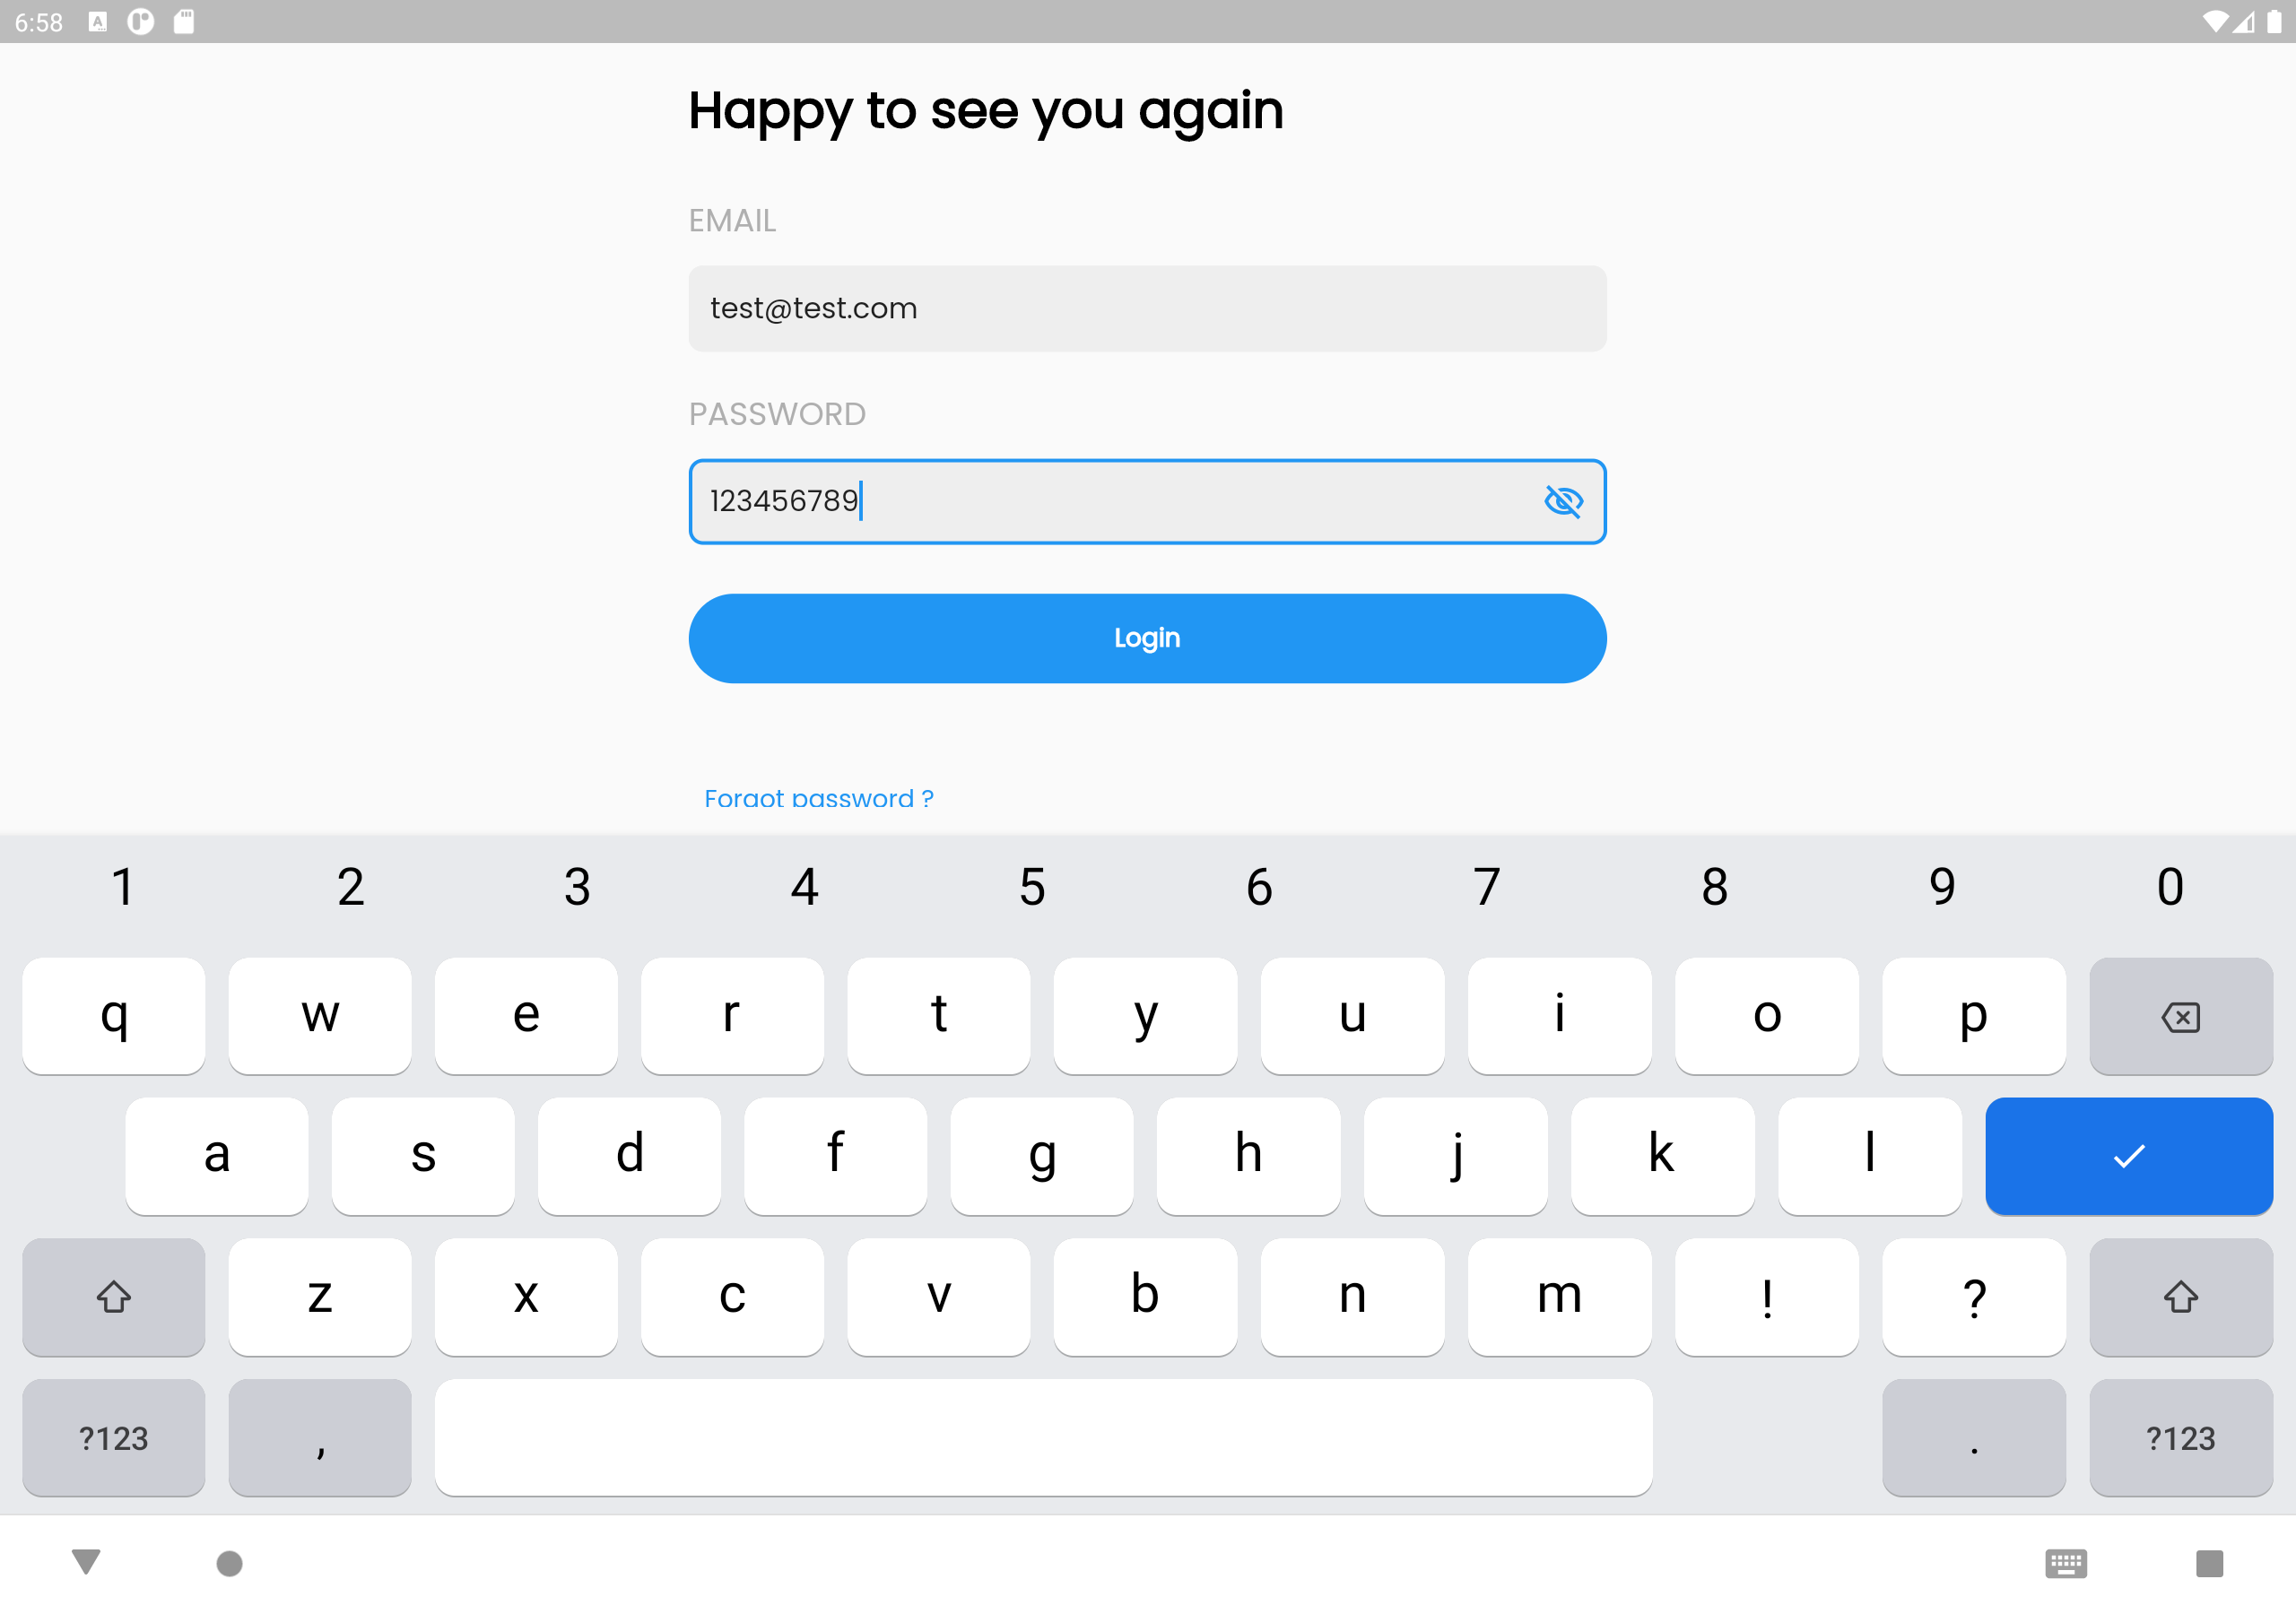 6:58
Happy to see you again
EMAIL
test@test.com
PASSWORD
123456789
Login
Forgot password ?
1 2 3 4 5 6 7 8 9 0
q w e r t y u i o p
a s d f g h j k l
z x c v b n m ! ?
?123 , . ?123